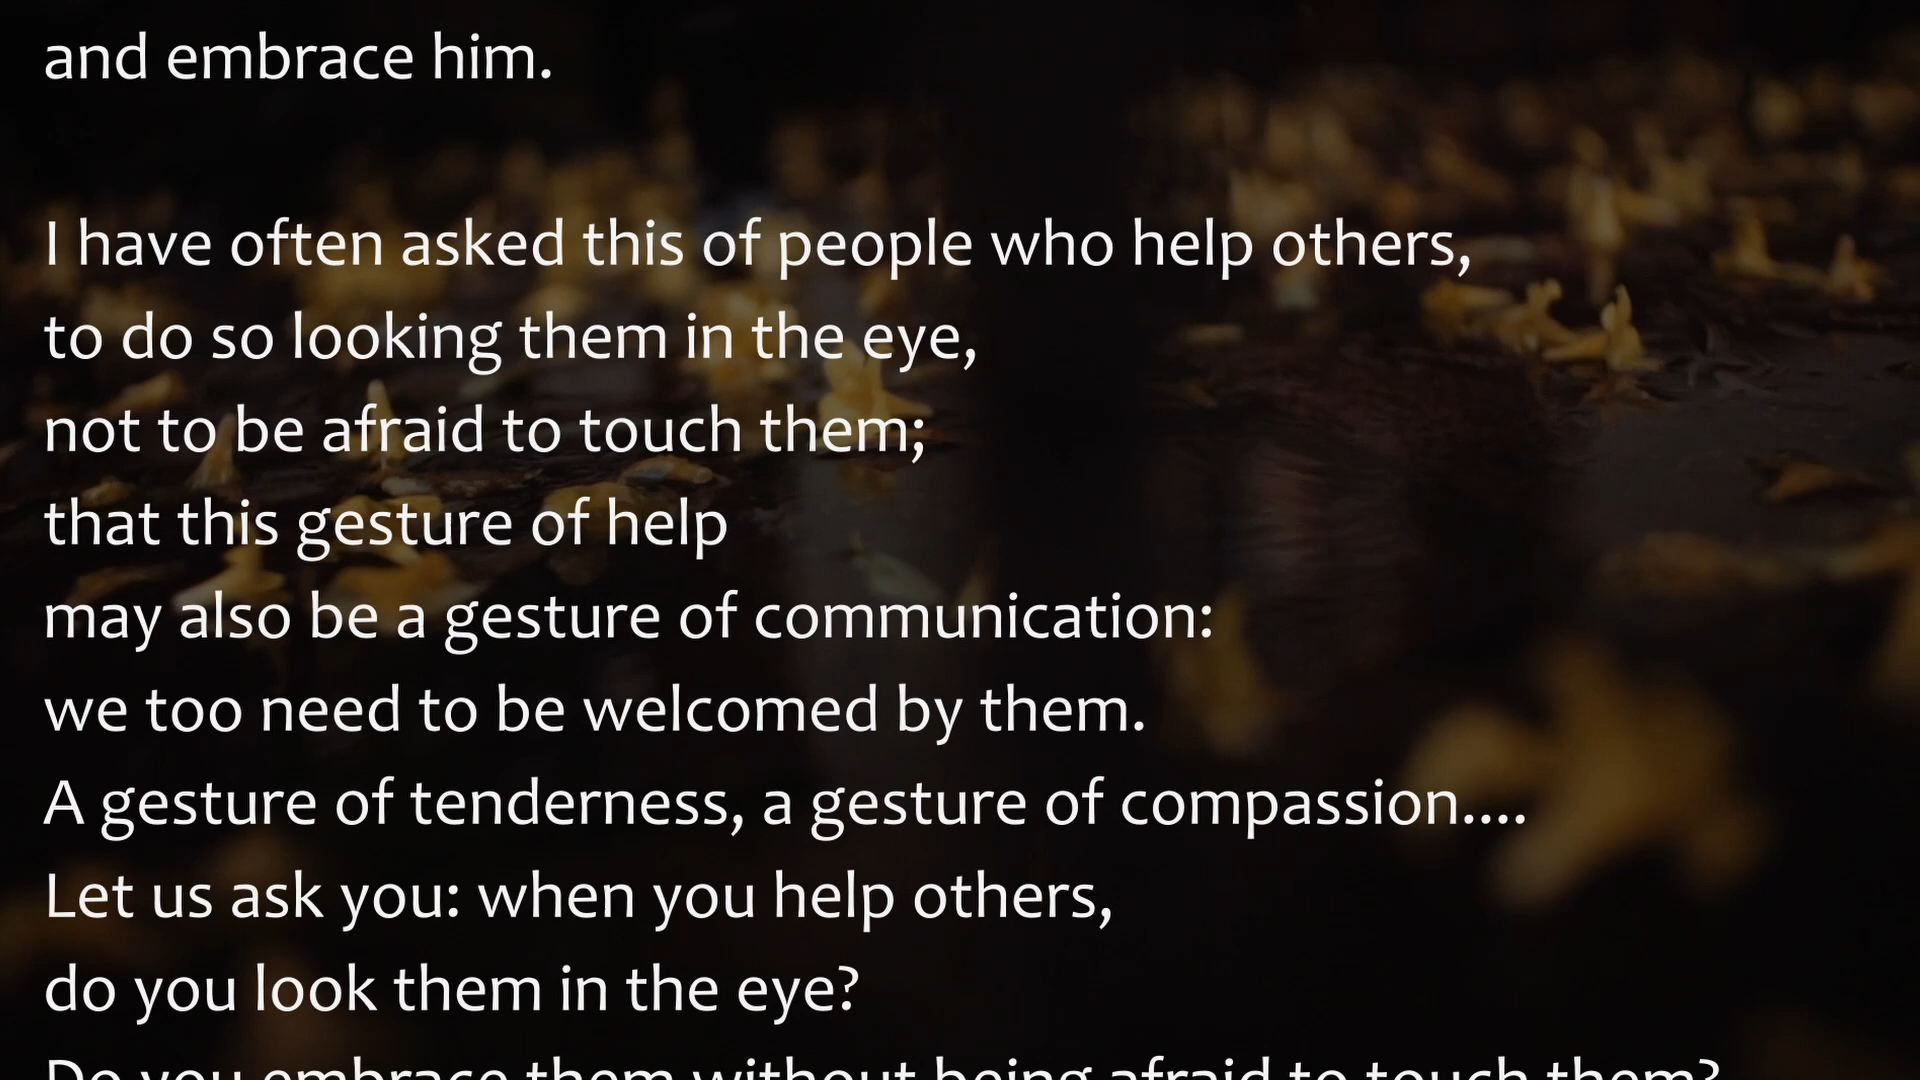 and embrace him.
I have often asked this of people who help others,
to do so looking them in the eye,
not to be afraid to touch them;
that this gesture of help
may also be a gesture of communication:
we too need to be welcomed by them.
A gesture of tenderness, a gesture of compassion....
Let us ask you: when you help others,
do you look them in the eye?
Do you embrace them without being afraid to touch them?